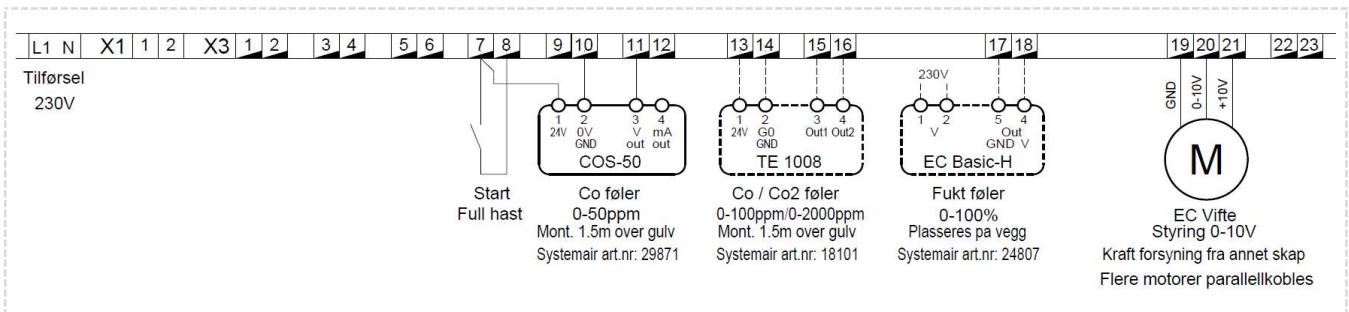 L1 N X1 1 2 X3 1 2 3 4 5 6 7 8 9 10 11 12 13 14 15 16 17 18 19 20 21 22 23
Tilførsel
230V
Start
Full hast
1 2 3 4
24V 0V V mA
GND out out
COS-50
Co føler
0-50ppm
Mont. 1.5m over gulv
Systemair art.nr: 29871
1 2 3 4
24V G0 Out1 Out2
GND
TE 1008
Co / Co2 føler
0-100ppm/0-2000ppm
Mont. 1.5m over gulv
Systemair art.nr: 18101
230V
1 2 5 4
V Out
GND V
EC Basic-H
Fukt føler
0-100%
Plasseres pa vegg
Systemair art.nr: 24807
GND
0-10V
+10V
M
EC Vifte
Styring 0-10V
Kraft forsyning fra annet skap
Flere motorer parallellkobles